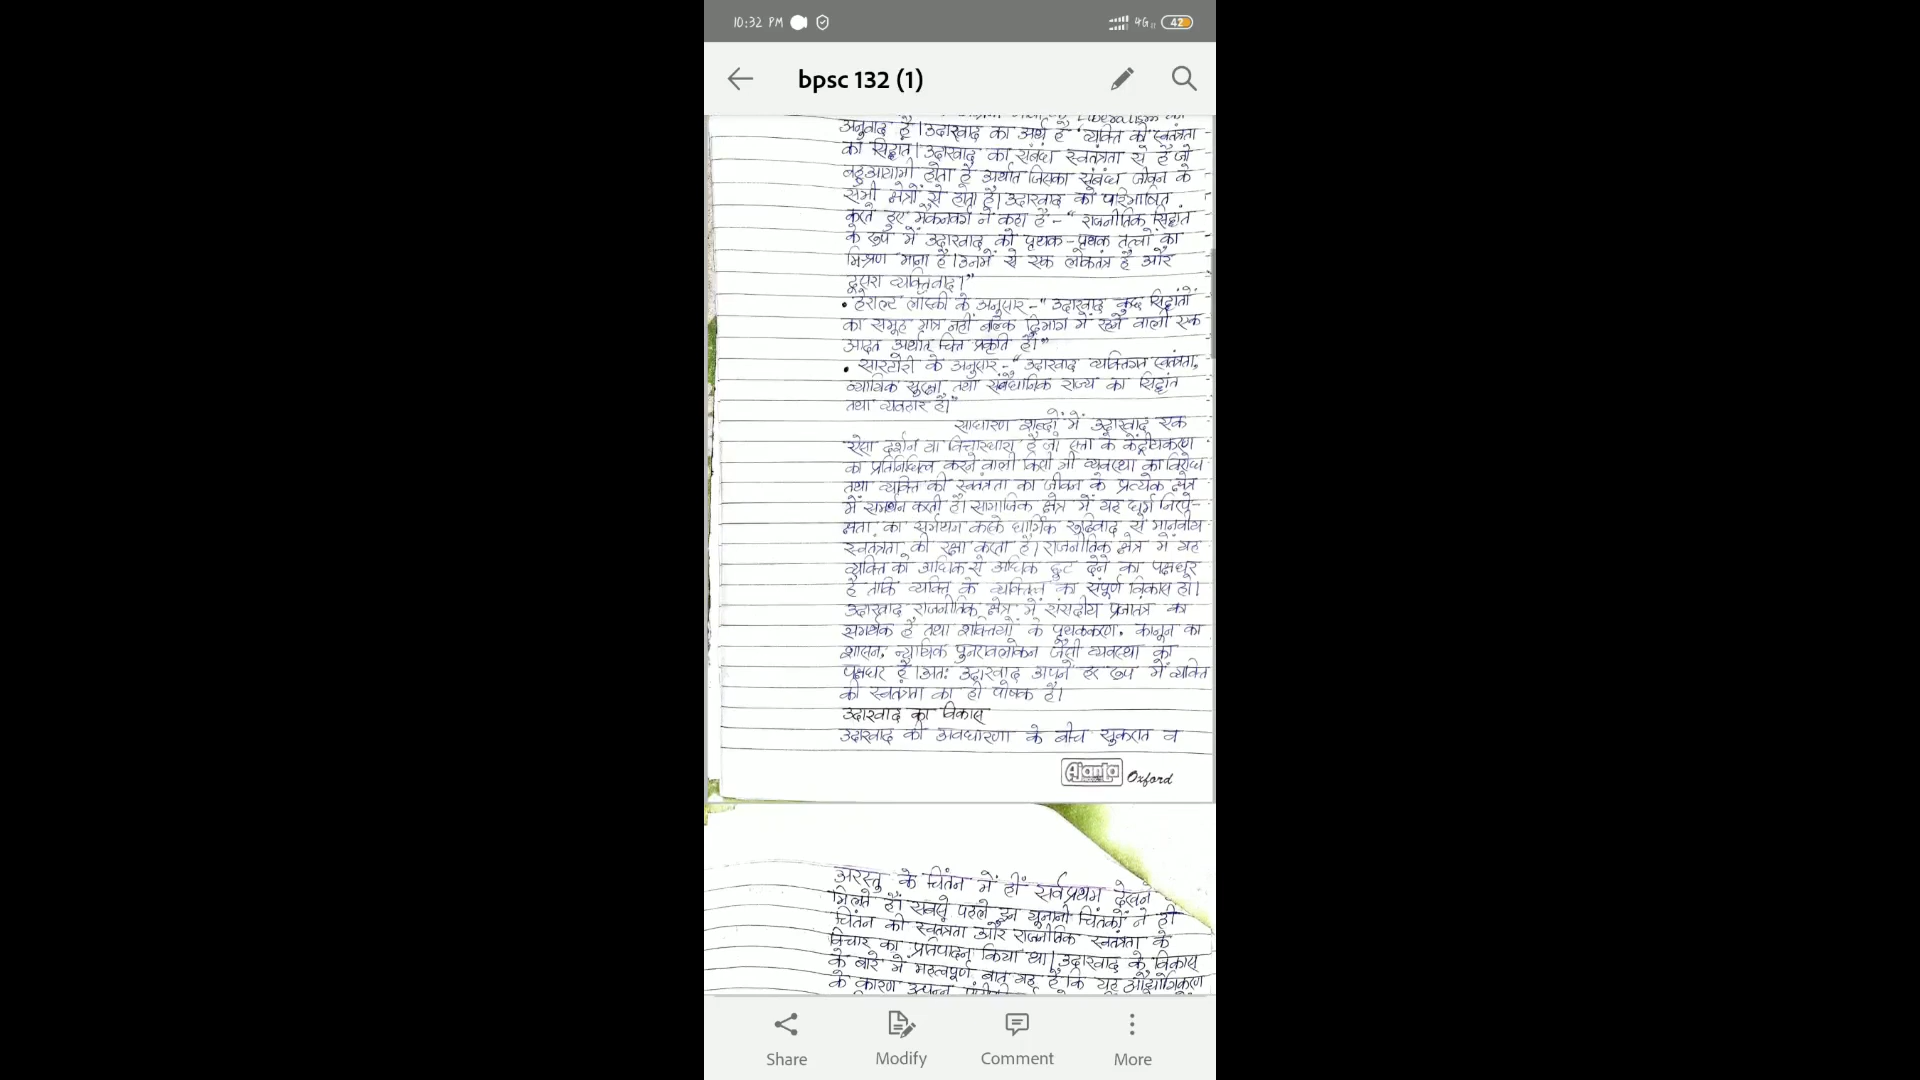 10:32 PM 4G 42
bpsc 132 (1)
Liberalism का
अनुवाद है। उदारवाद का अर्थ है "व्यक्ति की स्वतंत्रता
का सिद्धांत। उदारवाद का संबंध स्वतंत्रता से है जो
बहुआयामी होता है अर्थात जिसका संबंध जीवन के
सभी क्षेत्रों से होता है। उदारवाद को परिभाषित
करते हुए मैकनवर्ग ने कहा है - "राजनीतिक सिद्धांत
के रूप में उदारवाद को पृथक-पृथक तत्वों का
मिश्रण माना है। उनमें से एक लोकतंत्र है और
दूसरा व्यक्तिवाद।"
• हेराल्ड लॉस्की के अनुसार - "उदारवाद कुछ सिद्धांतों
का समूह मात्र नहीं बल्कि दिमाग में रहने वाली एक
आदत अर्थात् चित्त प्रकृति है।"
• सारटोरी के अनुसार - "उदारवाद व्यक्तिगत स्वतंत्रता,
न्यायिक सुरक्षा तथा संवैधानिक राज्य का सिद्धांत
तथा व्यवहार है।"
साधारण शब्दों में उदारवाद एक
ऐसा दर्शन या विचारधारा है जो सत्ता के केंद्रीयकरण
का प्रतिनिधित्व करने वाली किसी भी व्यवस्था का विरोध
तथा व्यक्ति की स्वतंत्रता का जीवन के प्रत्येक क्षेत्र
में समर्थन करती है। सामाजिक क्षेत्र में यह धर्म निरपे-
क्षता का समर्थन करके धार्मिक रूढ़िवाद से मानवीय
स्वतंत्रता की रक्षा करता है। राजनीतिक क्षेत्र में यह
व्यक्ति को अधिक से अधिक छूट देने का पक्षधर
है ताकि व्यक्ति के व्यक्तित्व का संपूर्ण विकास हो।
उदारवाद राजनीतिक क्षेत्र में संसदीय प्रजातंत्र का
समर्थक है तथा शक्तियों के पृथक्करण, कानून का
शासन, न्यायिक पुनरावलोकन जैसी व्यवस्था का
पक्षधर है। अतः उदारवाद अपने हर रूप में व्यक्ति
की स्वतंत्रता का ही पोषक है।
उदारवाद का विकास
उदारवाद की अवधारणा के बीच सुकरात व
Ajanta Oxford
अरस्तु के चिंतन में ही सर्वप्रथम देखने
मिलते हैं। सबसे पहले इन यूनानी चिंतकों ने ही
चिंतन की स्वतंत्रता और राजनीतिक स्वतंत्रता के
विचार का प्रतिपादन किया था। उदारवाद के विकास
के बारे में महत्वपूर्ण बात यह है कि यह औद्योगिकरण
के कारण उत्पन्न
Share Modify Comment More